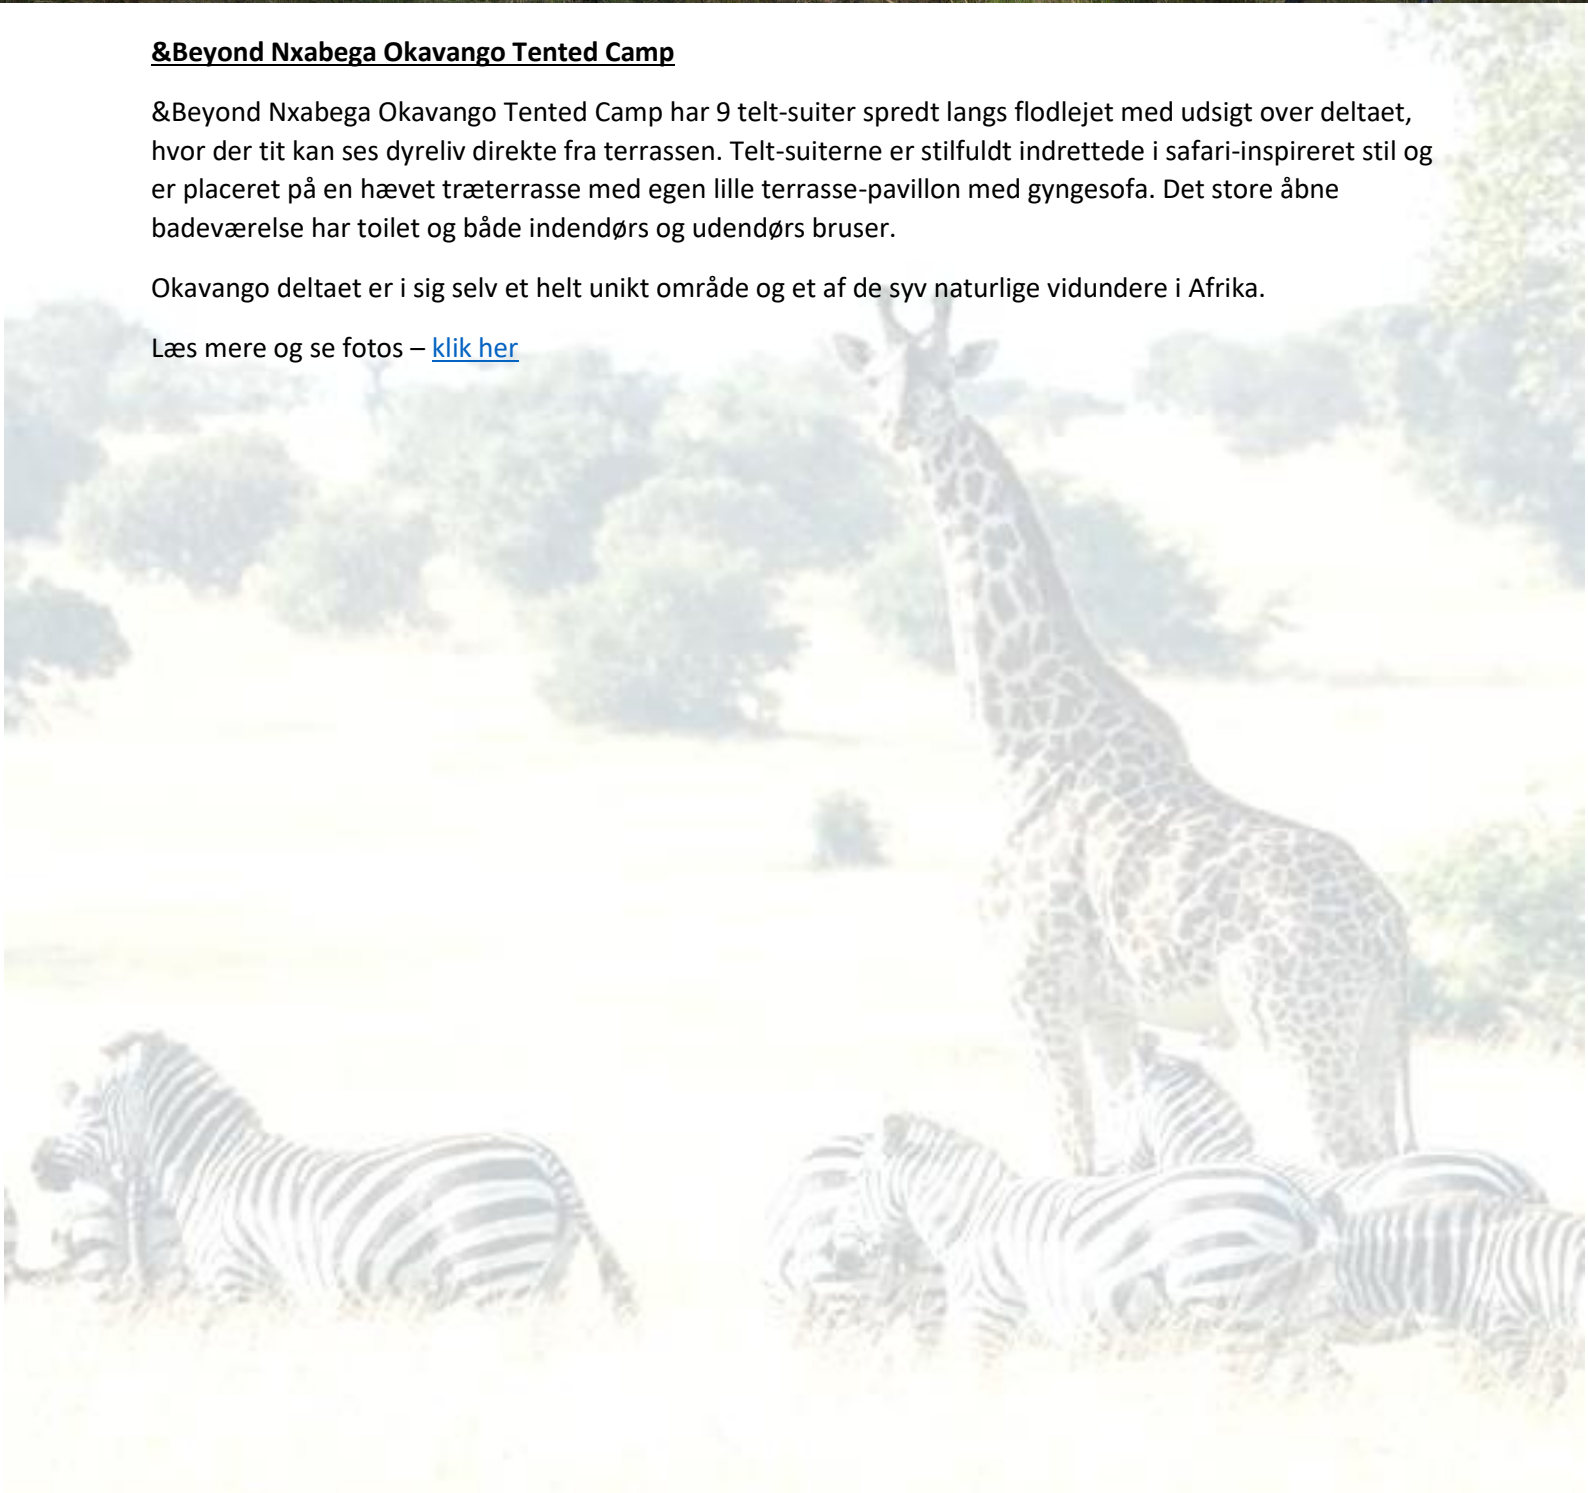 &Beyond Nxabega Okavango Tented Camp
&Beyond Nxabega Okavango Tented Camp har 9 telt-suiter spredt langs flodlejet med udsigt over deltaet,
hvor der tit kan ses dyreliv direkte fra terrassen. Telt-suiterne er stilfuldt indrettede i safari-inspireret stil og
er placeret på en hævet træterrasse med egen lille terrasse-pavillon med gyngesofa. Det store åbne
badeværelse har toilet og både indendørs og udendørs bruser.
Okavango deltaet er i sig selv et helt unikt område og et af de syv naturlige vidundere i Afrika.
Læs mere og se fotos – klik her